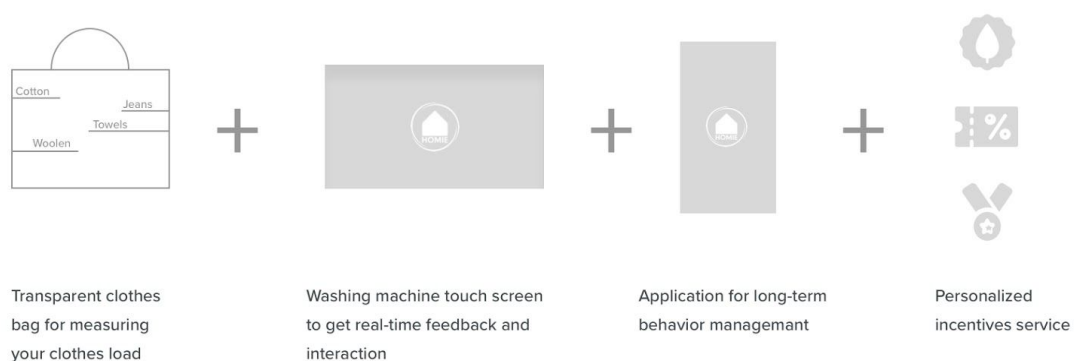 Cotton
Jeans
Towels
Woolen
HOME
HOME
%
Transparent clothes
bag for measuring
your clothes load
Washing machine touch screen
to get real-time feedback and
interaction
Application for long-term
behavior managemant
Personalized
incentives service